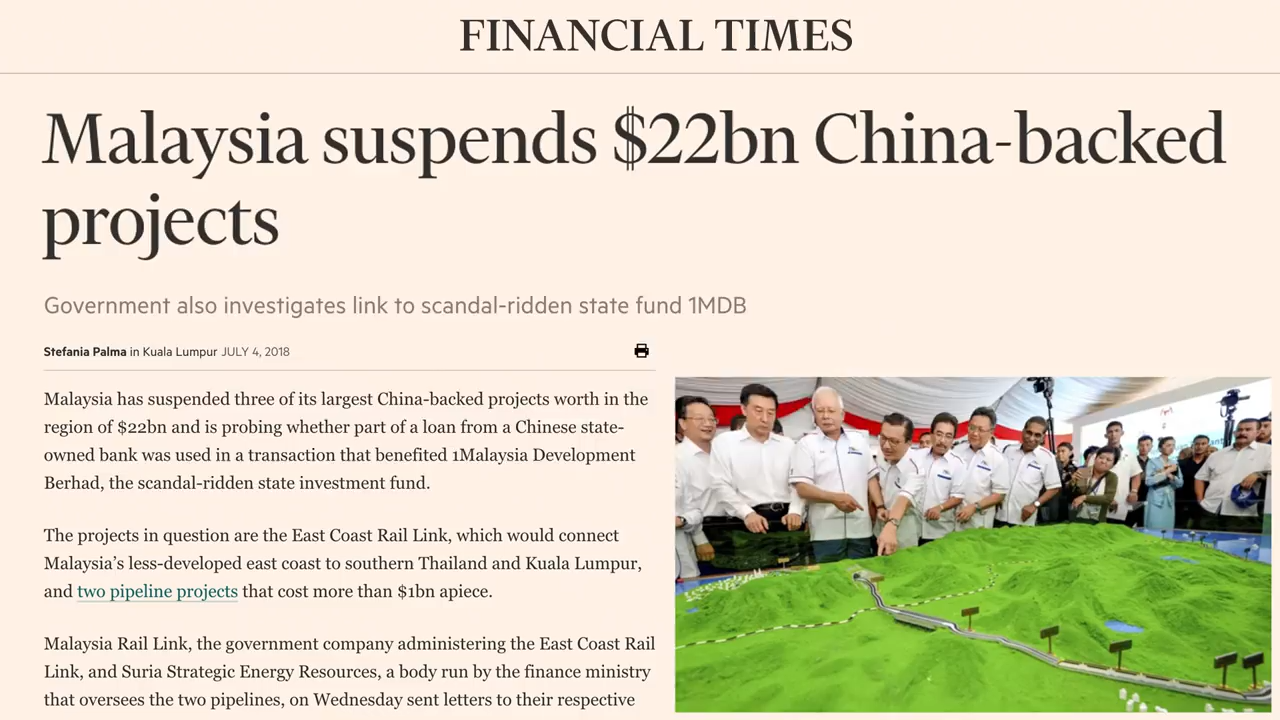 FINANCIAL TIMES
Malaysia suspends $22bn China-backed
projects
Government also investigates link to scandal-ridden state fund 1MDB
Stefania Palma in Kuala Lumpur JULY 4, 2018
Malaysia has suspended three of its largest China-backed projects worth in the
region of $22bn and is probing whether part of a loan from a Chinese state-
owned bank was used in a transaction that benefited 1Malaysia Development
Berhad, the scandal-ridden state investment fund.
The projects in question are the East Coast Rail Link, which would connect
Malaysia’s less-developed east coast to southern Thailand and Kuala Lumpur,
and two pipeline projects that cost more than $1bn apiece.
Malaysia Rail Link, the government company administering the East Coast Rail
Link, and Suria Strategic Energy Resources, a body run by the finance ministry
that oversees the two pipelines, on Wednesday sent letters to their respective